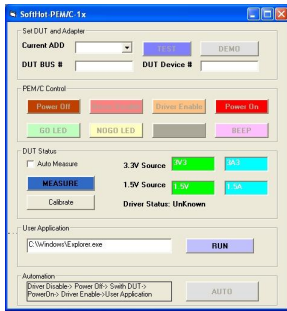 SoftHot-PEM/C-1x
Set DUT and Adapter
Current ADD TEST DEMO
DUT BUS # DUT Device #
PEM/C Control
Power Off Driver Enable Power On
GO LED NOGO LED BEEP
DUT Status
Auto Measure
3.3V Source 3V3 3A3
MEASURE
1.5V Source 1.5V 1.5A
Calibrate
Driver Status: UnKnown
User Application
C:\Windows\Explorer.exe RUN
Automation
Driver Disable-> Power Off-> Swith DUT->
PowerOn-> Driver Enable->User Application
AUTO